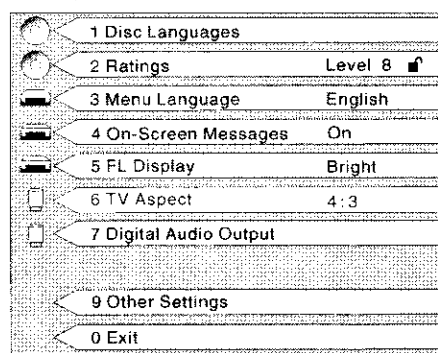 1 Disc Languages
2 Ratings Level 8
3 Menu Language English
4 On-Screen Messages On
5 FL Display Bright
6 TV Aspect 4:3
7 Digital Audio Output
9 Other Settings
0 Exit